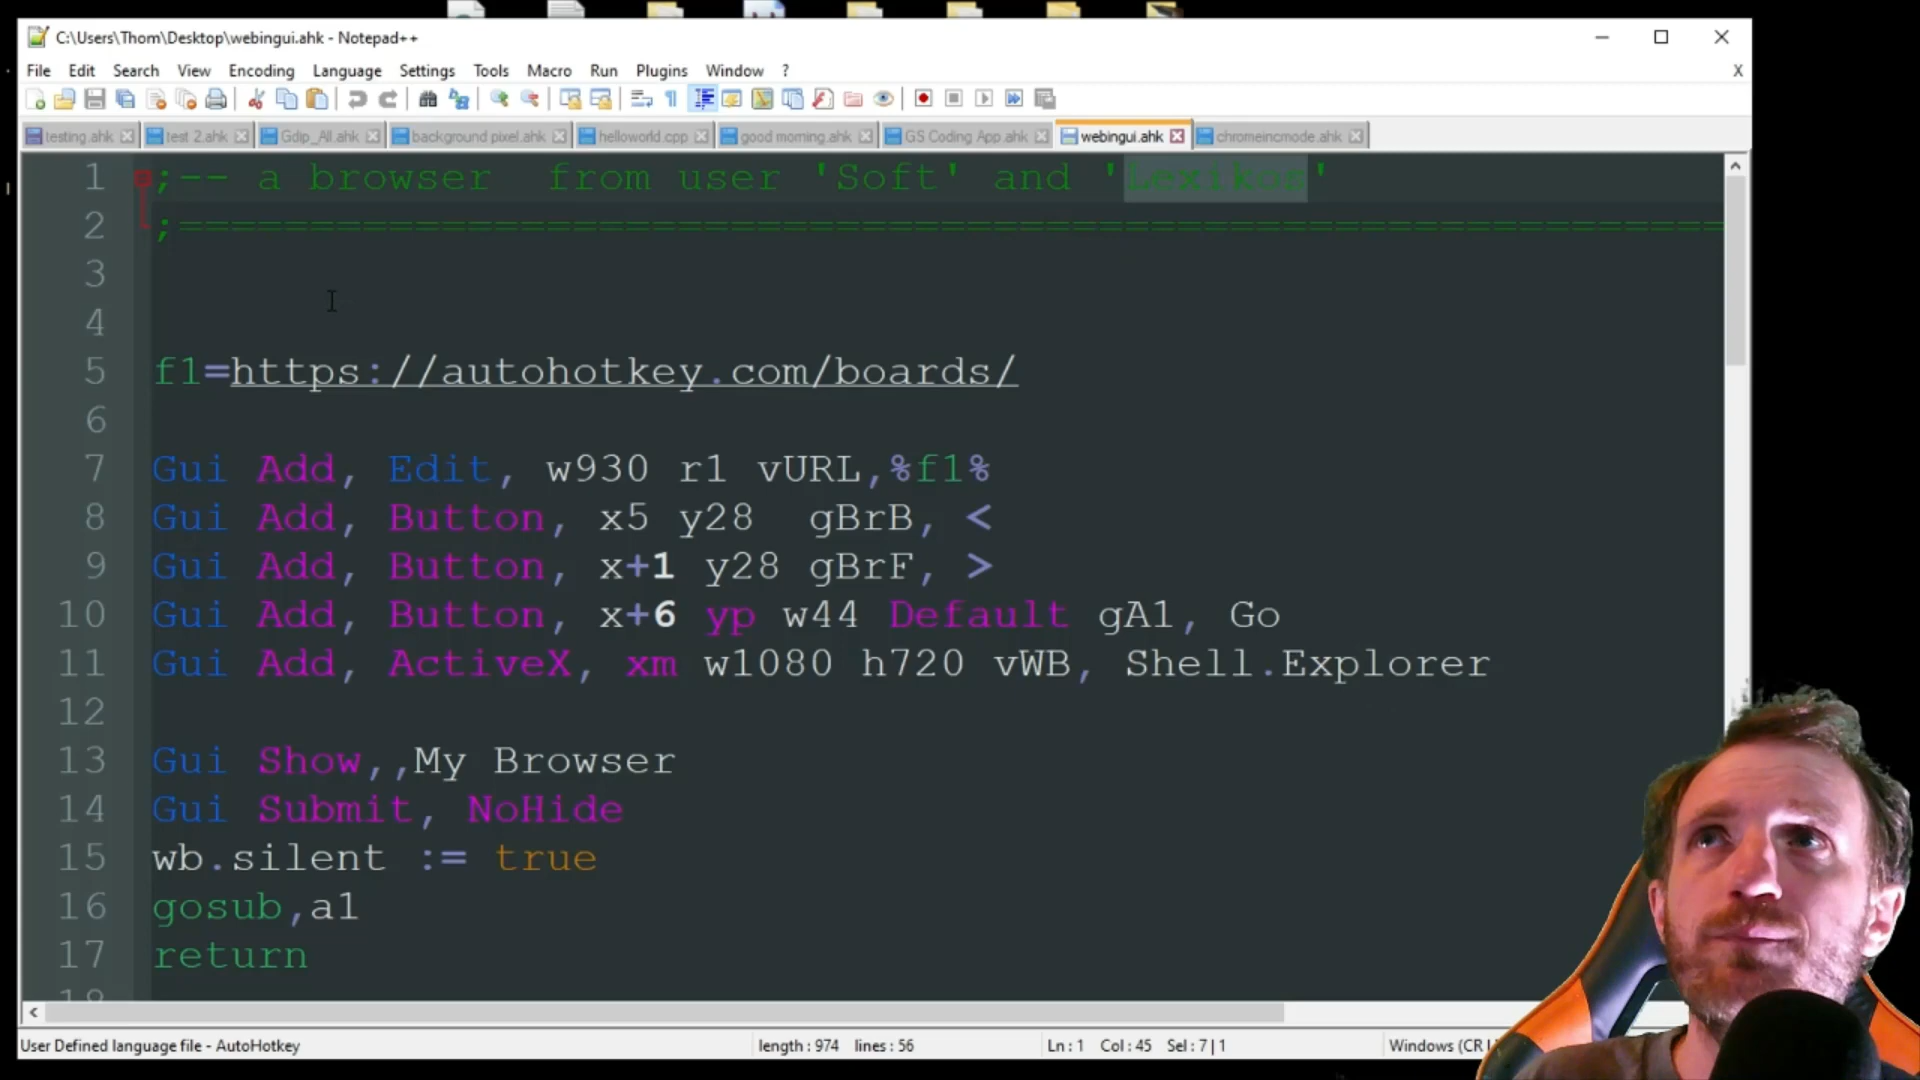 C:\Users\Thom\Desktop\webingui.ahk - Notepad++
File Edit Search View Encoding Language Settings Tools Macro Run Plugins Window ? X
testing.ahk test 2.ahk Gdip_All.ahk background pixel.ahk helloworld.cpp good morning.ahk GS Coding App.ahk webingui.ahk chromeincmode.ahk
1 ;-- a browser  from user 'Soft' and 'Lexikos'
2 ;===========================================================
3
4
5 f1=https://autohotkey.com/boards/
6
7 Gui Add, Edit, w930 r1 vURL,%f1%
8 Gui Add, Button, x5 y28  gBrB, <
9 Gui Add, Button, x+1 y28 gBrF, >
10 Gui Add, Button, x+6 yp w44 Default gA1, Go
11 Gui Add, ActiveX, xm w1080 h720 vWB, Shell.Explorer
12
13 Gui Show,,My Browser
14 Gui Submit, NoHide
15 wb.silent := true
16 gosub,a1
17 return
18
User Defined language file - AutoHotkey length : 974 lines : 56 Ln : 1 Col : 45 Sel : 7 | 1 Windows (CR